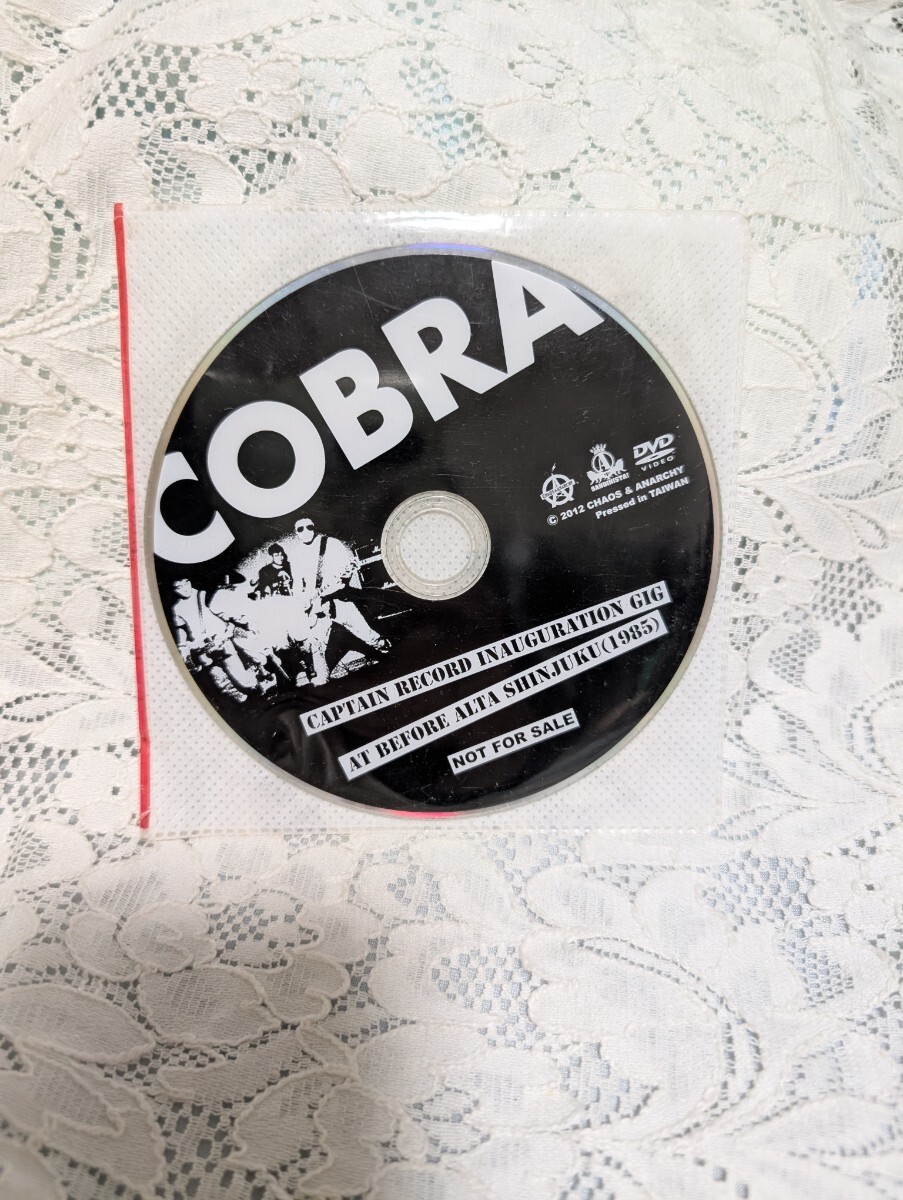 COBRA
SANDINISTA!
DVD
VIDEO
© 2012 CHAOS & ANARCHY
Pressed in TAIWAN
CAPTAIN RECORD INAUGURATION GIG
AT BEFORE ALTA SHINJUKU(1985)
NOT FOR SALE